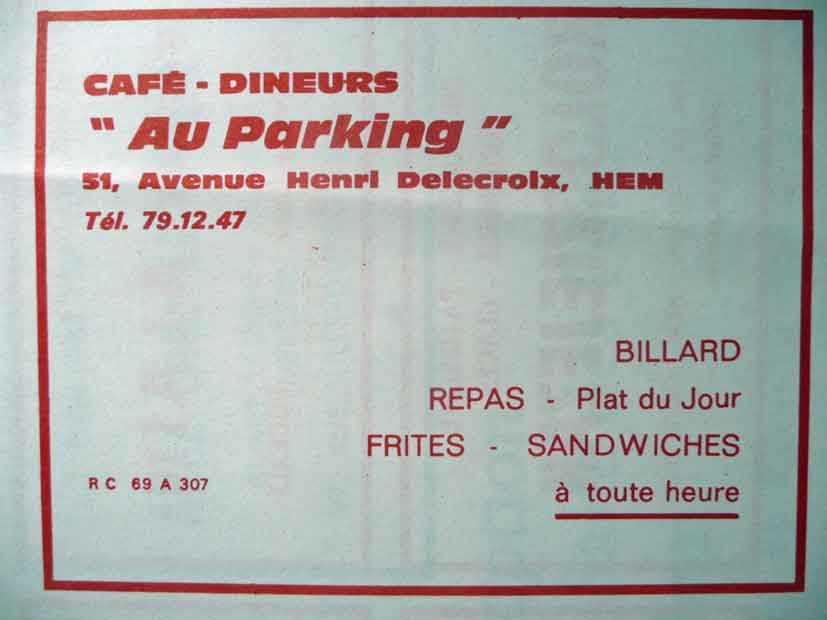 CAFÉ - DINEURS
" Au Parking "
51, Avenue Henri Delecroix, HEM
Tél. 79.12.47
BILLARD
REPAS - Plat du Jour
FRITES - SANDWICHES
à toute heure
R C 69 A 307